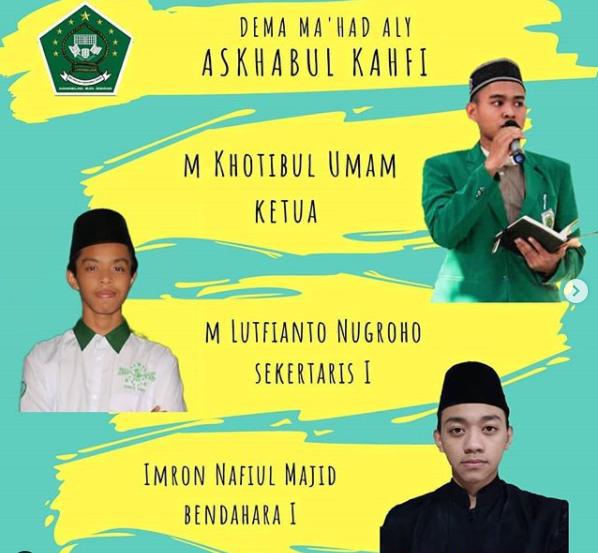 DEMA MA'HAD ALY
ASKHABUL KAHFI
M KHOTIBUL UMAM
KETUA
M LUTFIANTO NUGROHO
SEKERTARIS I
IMRON NAFIUL MAJID
BENDAHARA I